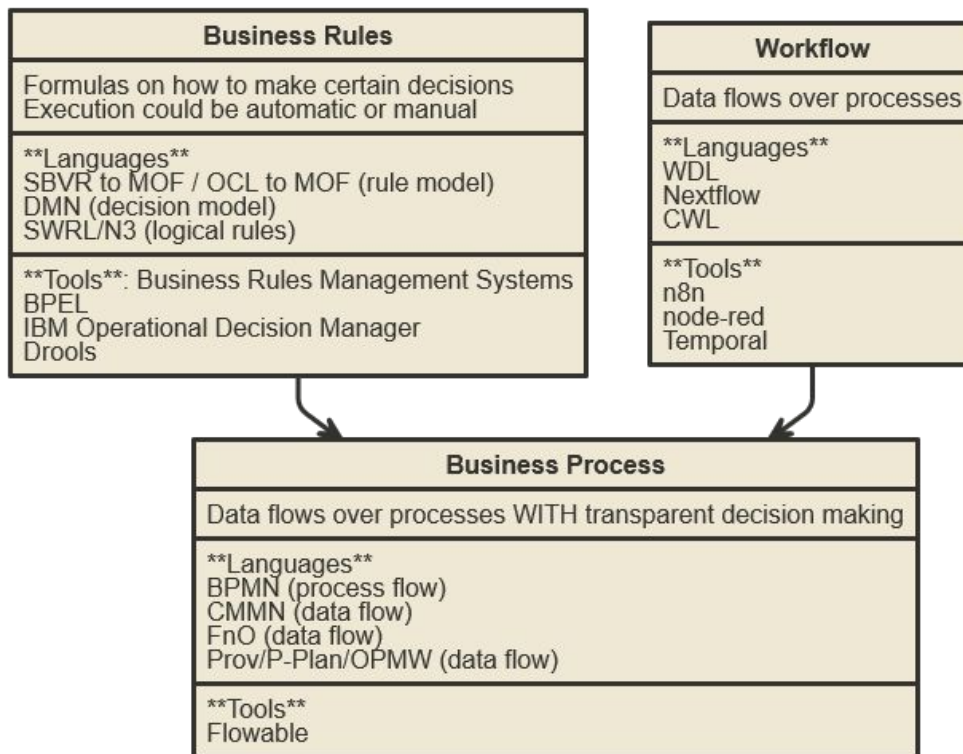 Business Rules
Formulas on how to make certain decisions
Execution could be automatic or manual
**Languages**
SBVR to MOF / OCL to MOF (rule model)
DMN (decision model)
SWRL/N3 (logical rules)
**Tools**: Business Rules Management Systems
BPEL
IBM Operational Decision Manager
Drools
Workflow
Data flows over processes
**Languages**
WDL
Nextflow
CWL
**Tools**
n8n
node-red
Temporal
Business Process
Data flows over processes WITH transparent decision making
**Languages**
BPMN (process flow)
CMMN (data flow)
FnO (data flow)
Prov/P-Plan/OPMW (data flow)
**Tools**
Flowable